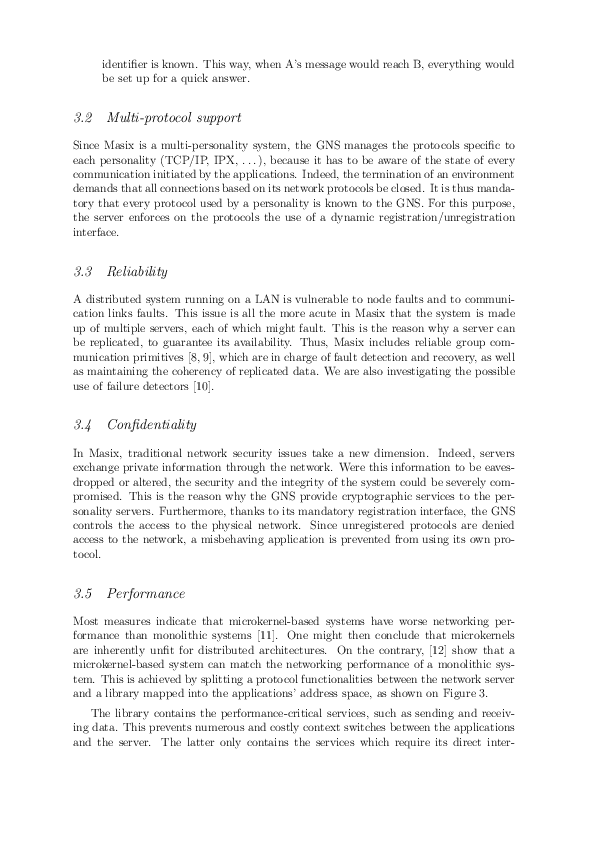 identifier is known. This way, when A's message would reach B, everything would
be set up for a quick answer.
3.2 Multi-protocol support
Since Masix is a multi-personality system, the GNS manages the protocols specific to
each personality (TCP/IP, IPX, ...), because it has to be aware of the state of every
communication initiated by the applications. Indeed, the termination of an environment
demands that all connections based on its network protocols be closed. It is thus manda-
tory that every protocol used by a personality is known to the GNS. For this purpose,
the server enforces on the protocols the use of a dynamic registration/unregistration
interface.
3.3 Reliability
A distributed system running on a LAN is vulnerable to node faults and to communi-
cation links faults. This issue is all the more acute in Masix that the system is made
up of multiple servers, each of which might fault. This is the reason why a server can
be replicated, to guarantee its availability. Thus, Masix includes reliable group com-
munication primitives [8, 9], which are in charge of fault detection and recovery, as well
as maintaining the coherency of replicated data. We are also investigating the possible
use of failure detectors [10].
3.4 Confidentiality
In Masix, traditional network security issues take a new dimension. Indeed, servers
exchange private information through the network. Were this information to be eaves-
dropped or altered, the security and the integrity of the system could be severely com-
promised. This is the reason why the GNS provide cryptographic services to the per-
sonality servers. Furthermore, thanks to its mandatory registration interface, the GNS
controls the access to the physical network. Since unregistered protocols are denied
access to the network, a misbehaving application is prevented from using its own pro-
tocol.
3.5 Performance
Most measures indicate that microkernel-based systems have worse networking per-
formance than monolithic systems [11]. One might then conclude that microkernels
are inherently unfit for distributed architectures. On the contrary, [12] show that a
microkernel-based system can match the networking performance of a monolithic sys-
tem. This is achieved by splitting a protocol functionalities between the network server
and a library mapped into the applications' address space, as shown on Figure 3.
The library contains the performance-critical services, such as sending and receiv-
ing data. This prevents numerous and costly context switches between the applications
and the server. The latter only contains the services which require its direct inter-